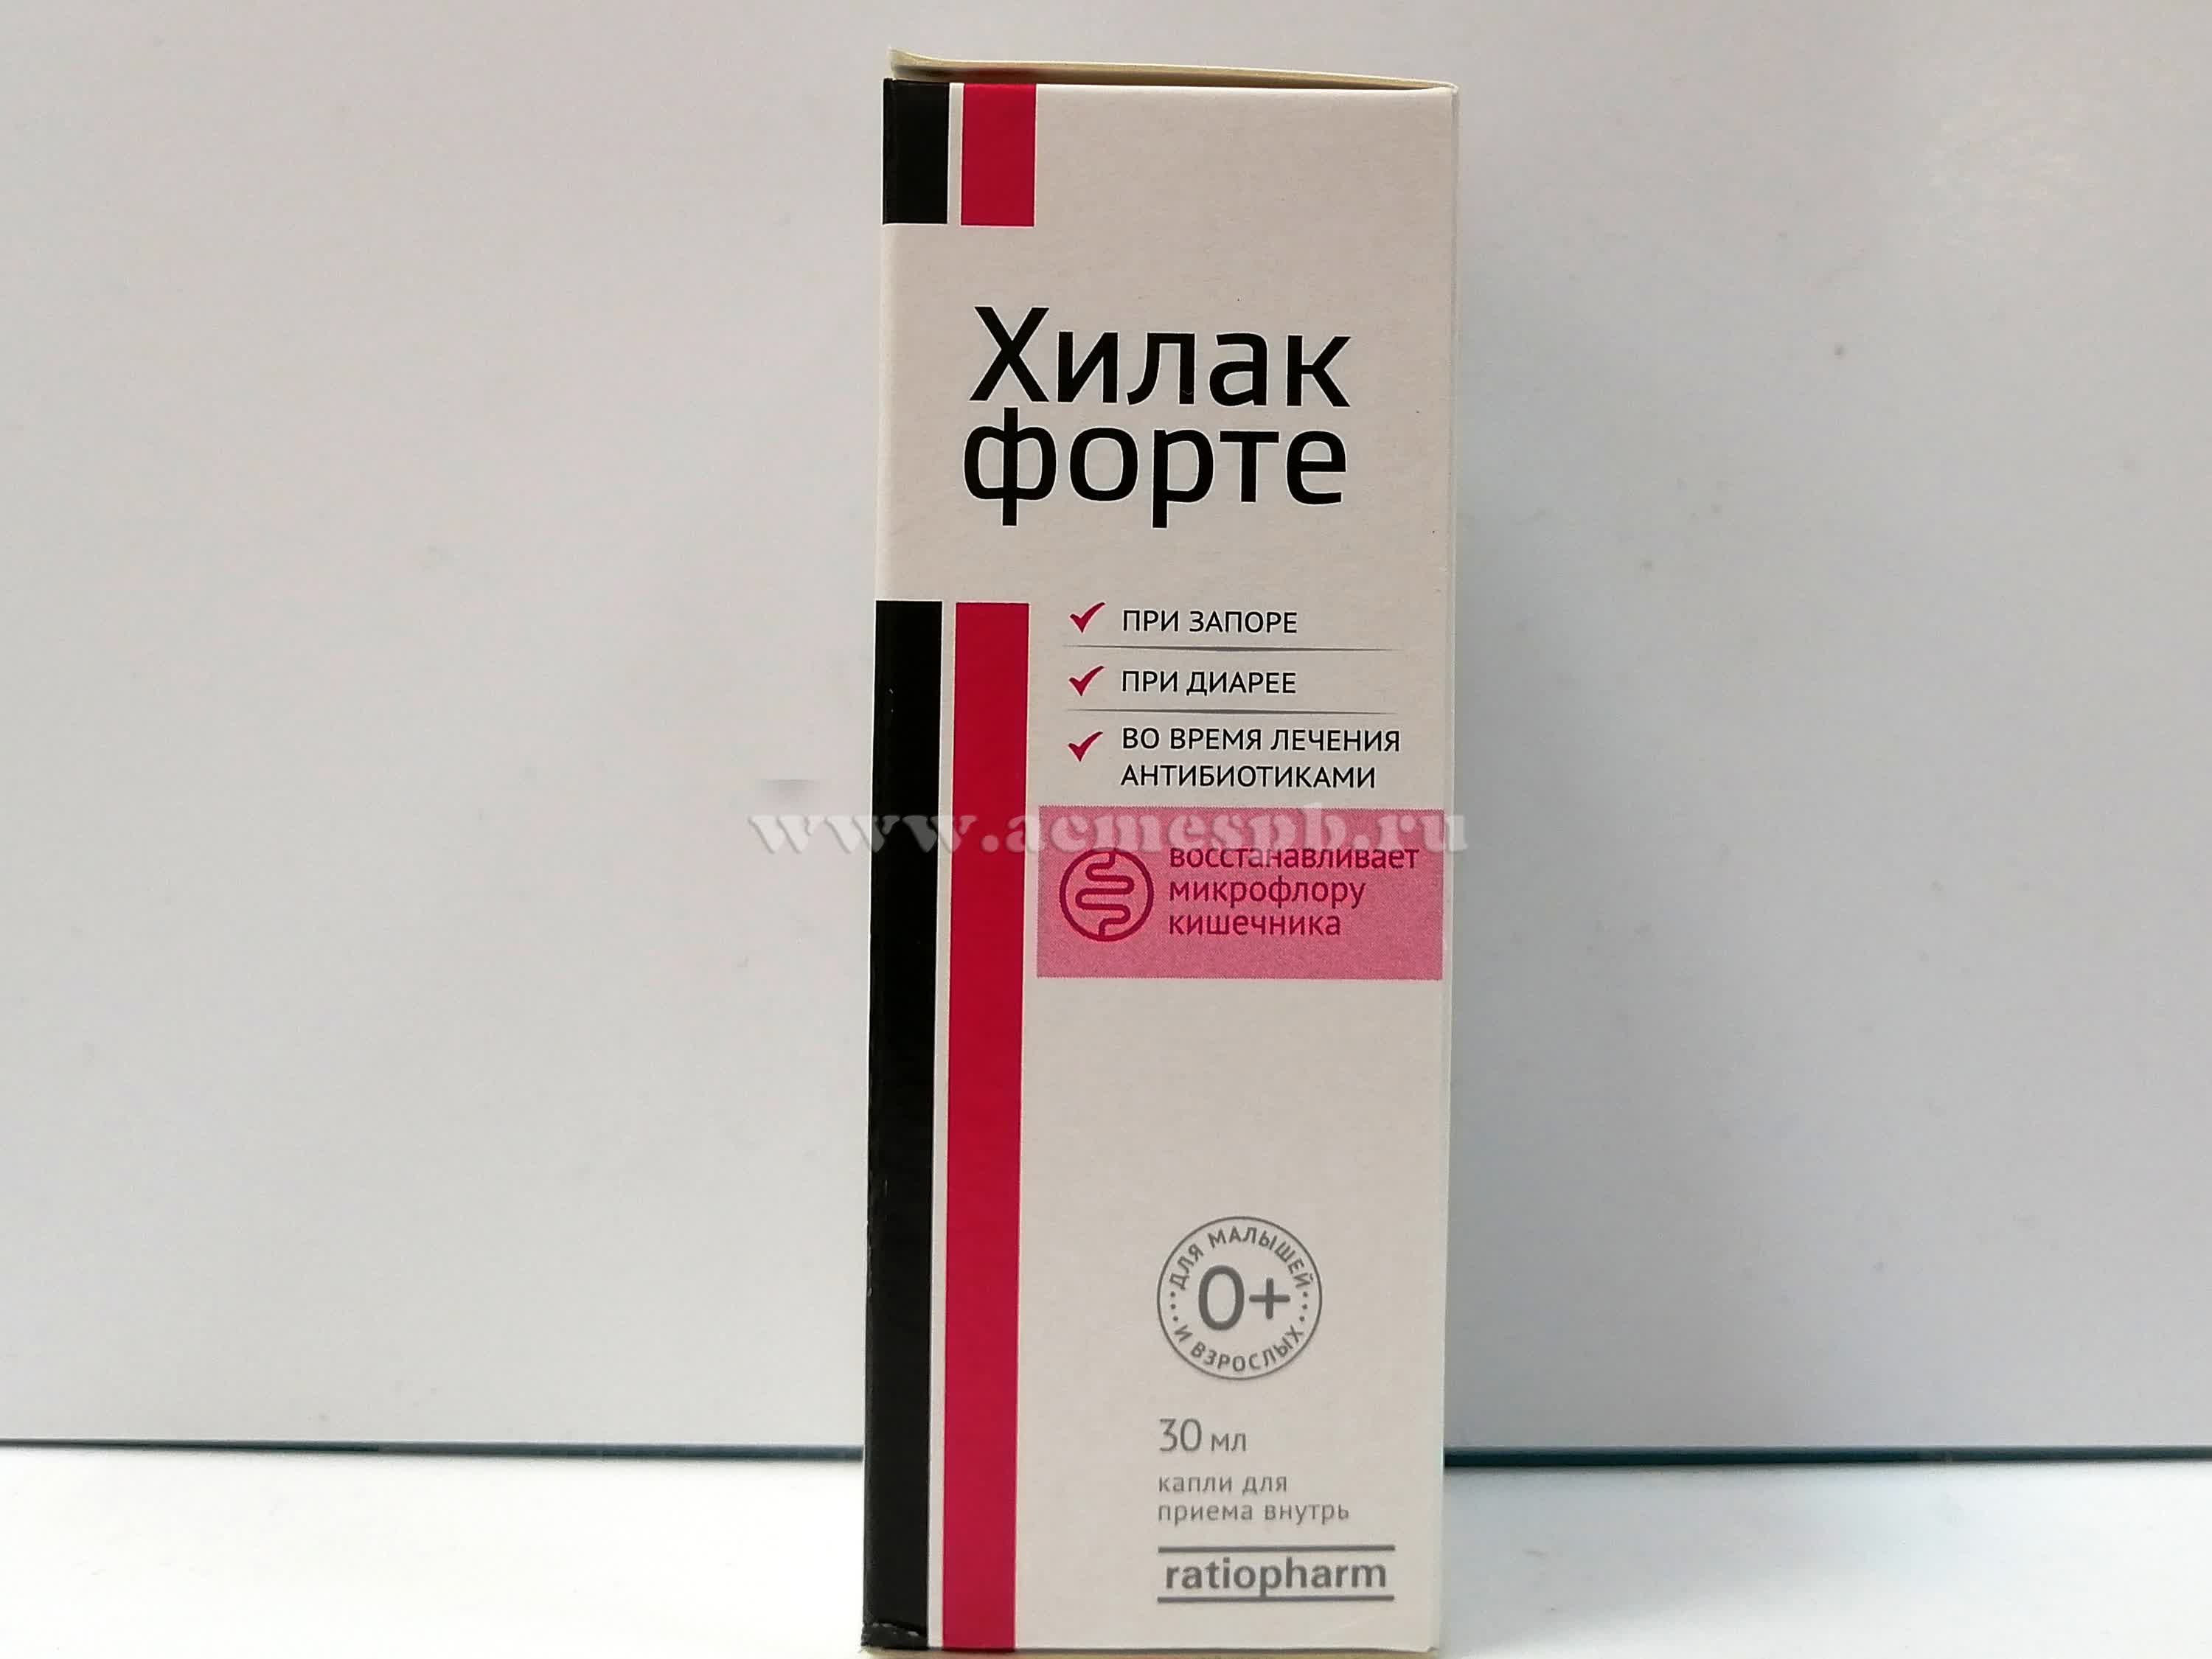 Хилак
форте
ПРИ ЗАПОРЕ
ПРИ ДИАРЕЕ
ВО ВРЕМЯ ЛЕЧЕНИЯ
АНТИБИОТИКАМИ
www.acmespb.ru
восстанавливает
микрофлору
кишечника
ДЛЯ МАЛЫШЕЙ
0+
И ВЗРОСЛЫХ
30 мл
капли для
приема внутрь
ratiopharm